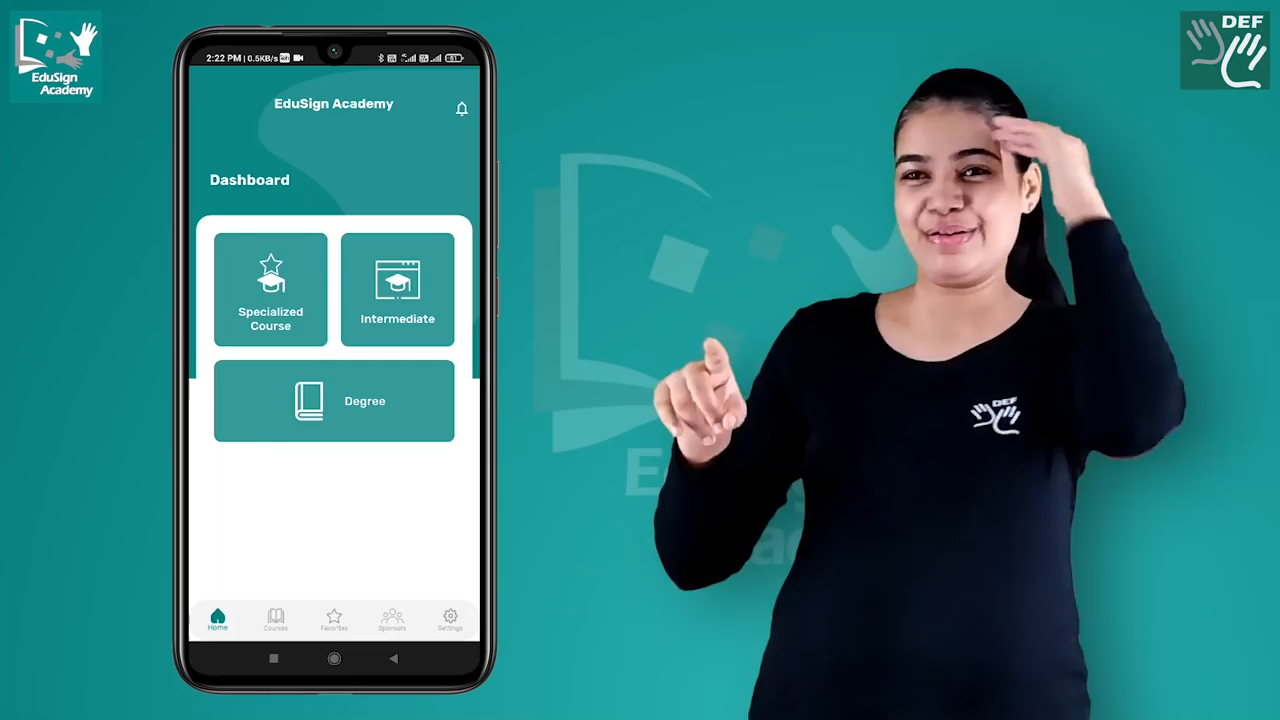 EduSign
Academy
2:22 PM | 0.5KB/s
EduSign Academy
Dashboard
Specialized
Course
Intermediate
Degree
Home
Courses
Favorites
Sponsors
Settings
DEF
DEF